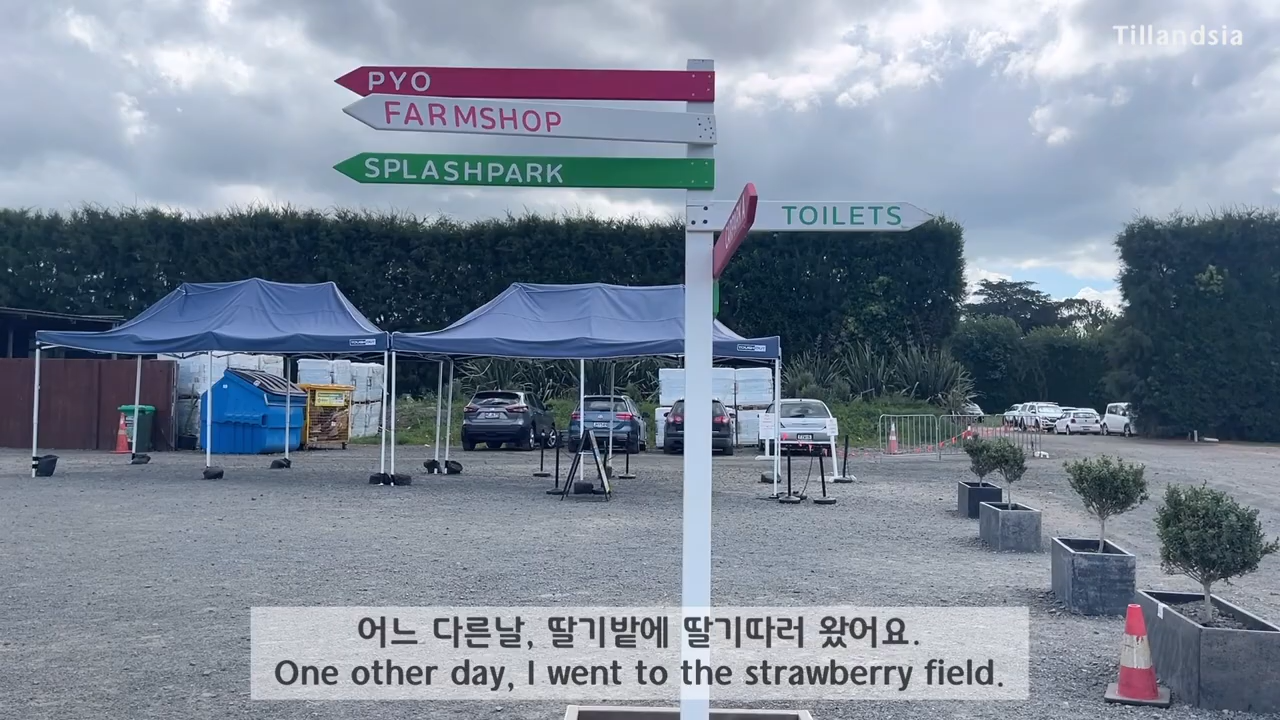 Tillandsia
PYO
FARMSHOP
SPLASHPARK
TOILETS
어느 다른날, 딸기밭에 딸기따러 왔어요.
One other day, I went to the strawberry field.